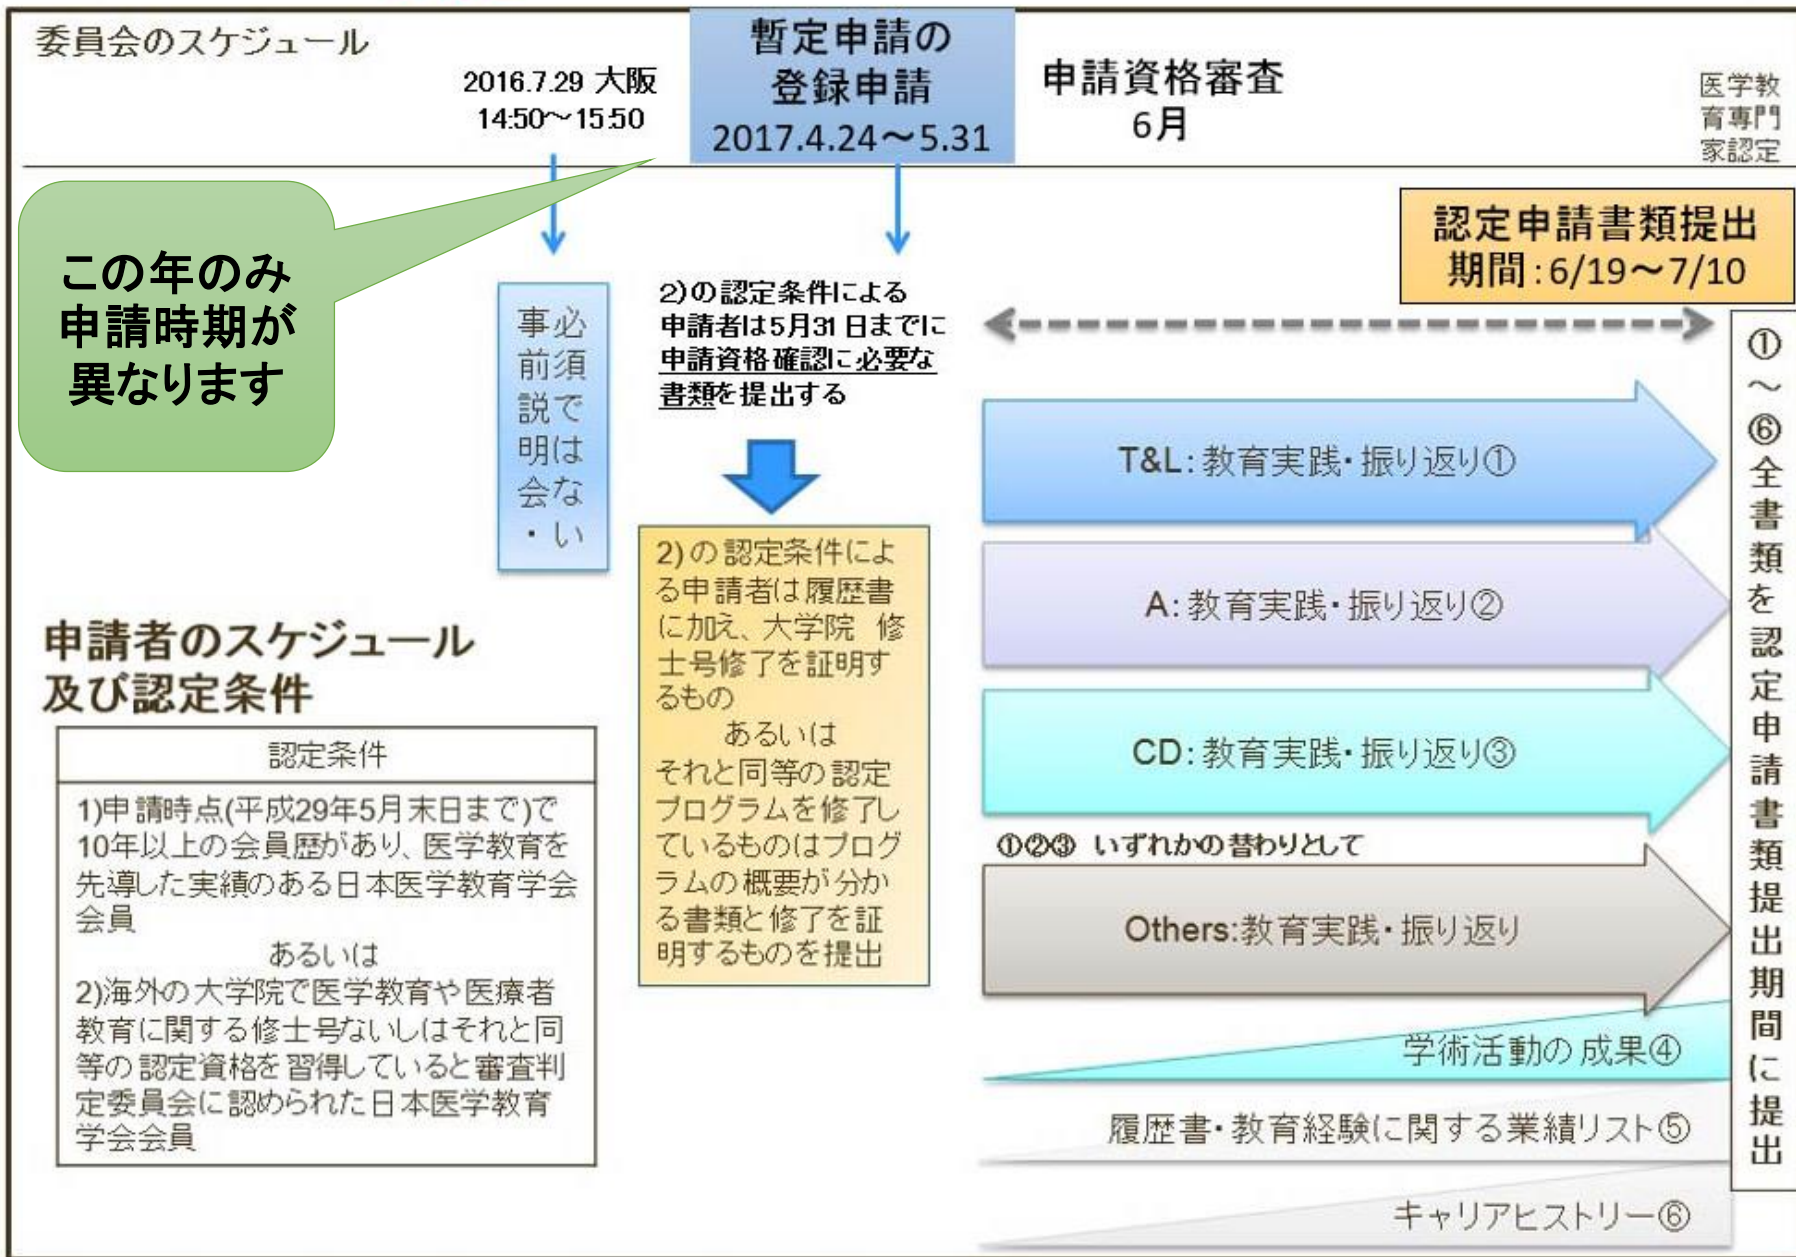 委員会のスケジュール
2016.7.29 大阪
14:50～15:50
暫定申請の
登録申請
2017.4.24～5.31
申請資格審査
6月
医学教
育専門
家認定
この年のみ
申請時期が
異なります
認定申請書類提出
期間：6/19～7/10
事前説明会・
必須ではない
2)の認定条件による
申請者は5月31日までに
申請資格確認に必要な
書類を提出する
2)の認定条件によ
る申請者は履歴書
に加え、大学院 修
士号修了を証明す
るもの
あるいは
それと同等の認定
プログラムを修了し
ているものはプログ
ラムの概要が分か
る書類と修了を証
明するものを提出
申請者のスケジュール
及び認定条件
認定条件
1)申請時点(平成29年5月末日まで)で
10年以上の会員歴があり、医学教育を
先導した実績のある日本医学教育学会
会員
あるいは
2)海外の大学院で医学教育や医療者
教育に関する修士号ないしはそれと同
等の認定資格を習得していると審査判
定委員会に認められた日本医学教育
学会会員
T&L：教育実践・振り返り①
A：教育実践・振り返り②
CD：教育実践・振り返り③
①②③ いずれかの替わりとして
Others:教育実践・振り返り
学術活動の成果④
履歴書・教育経験に関する業績リスト⑤
キャリアヒストリー⑥
①～⑥全書類を認定申請書類提出期間に提出